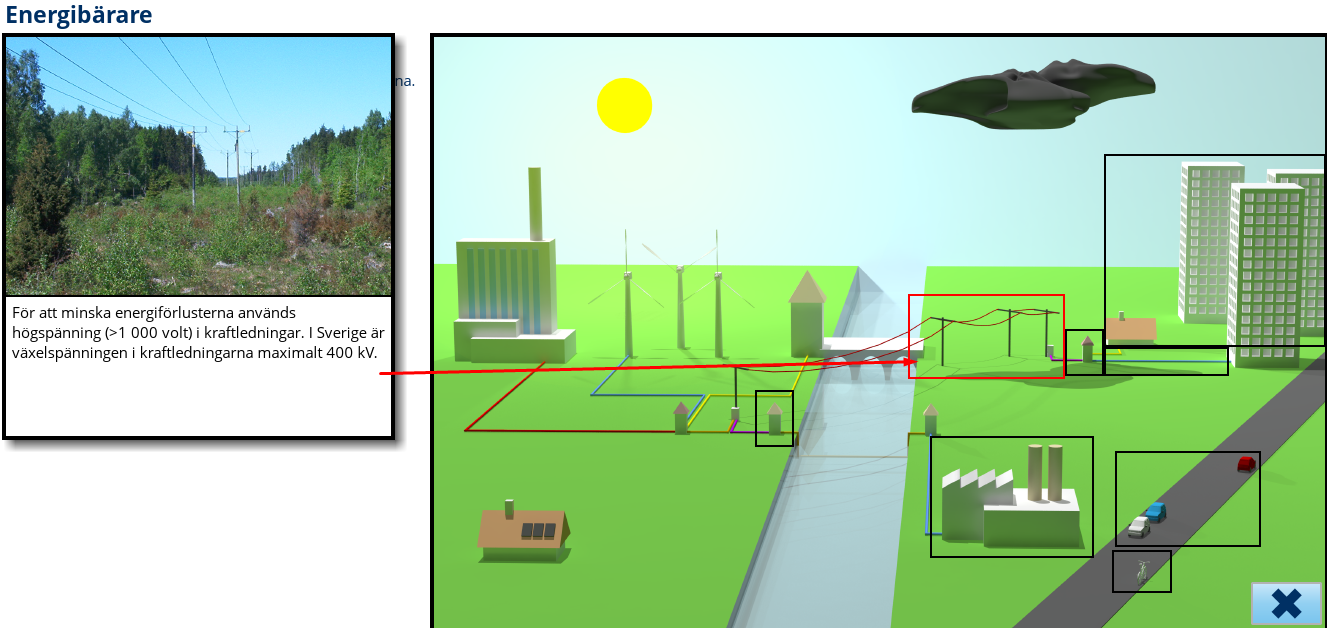 Energibärare
na.
För att minska energiförlusterna används
högspänning (>1 000 volt) i kraftledningar. I Sverige är
växelspänningen i kraftledningarna maximalt 400 kV.